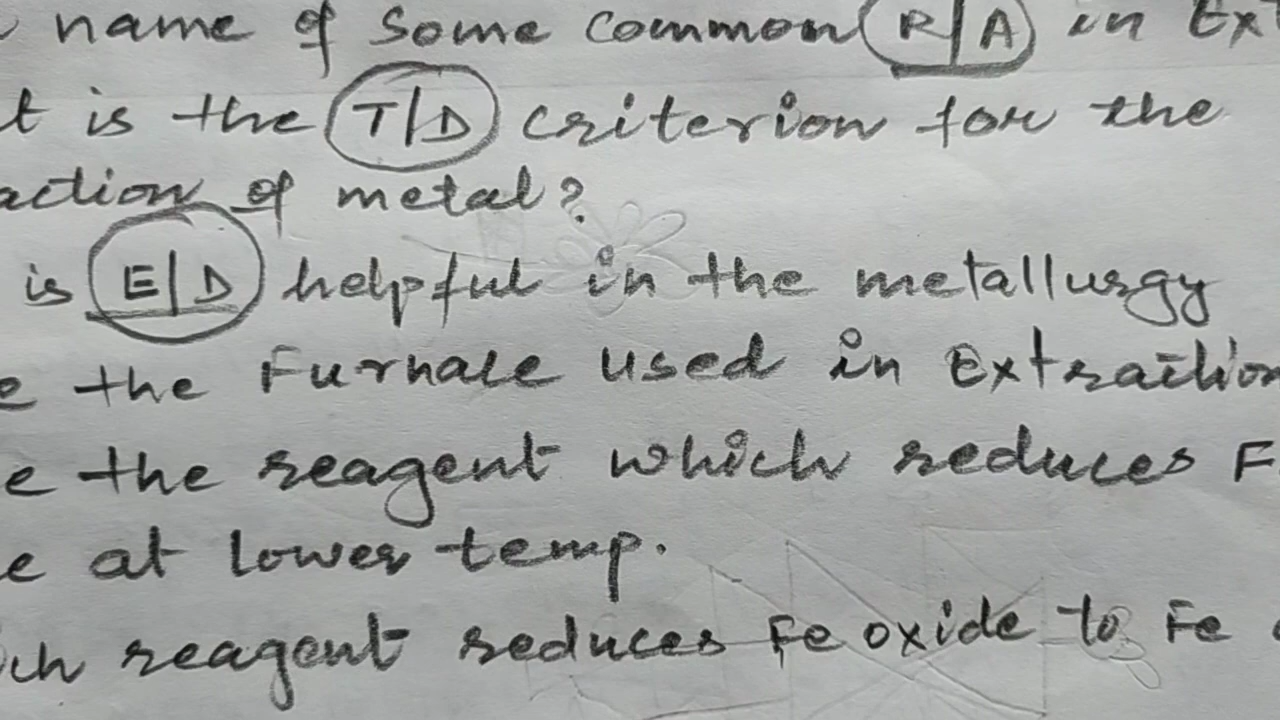 name of some common R|A in Ext
t is the T|D criterion for the
action of metal?
is E|D helpful in the metallurgy
e the Furnace used in Extraction
e the reagent which reduces F
e at lower temp.
ch reagent reduces Fe oxide to Fe